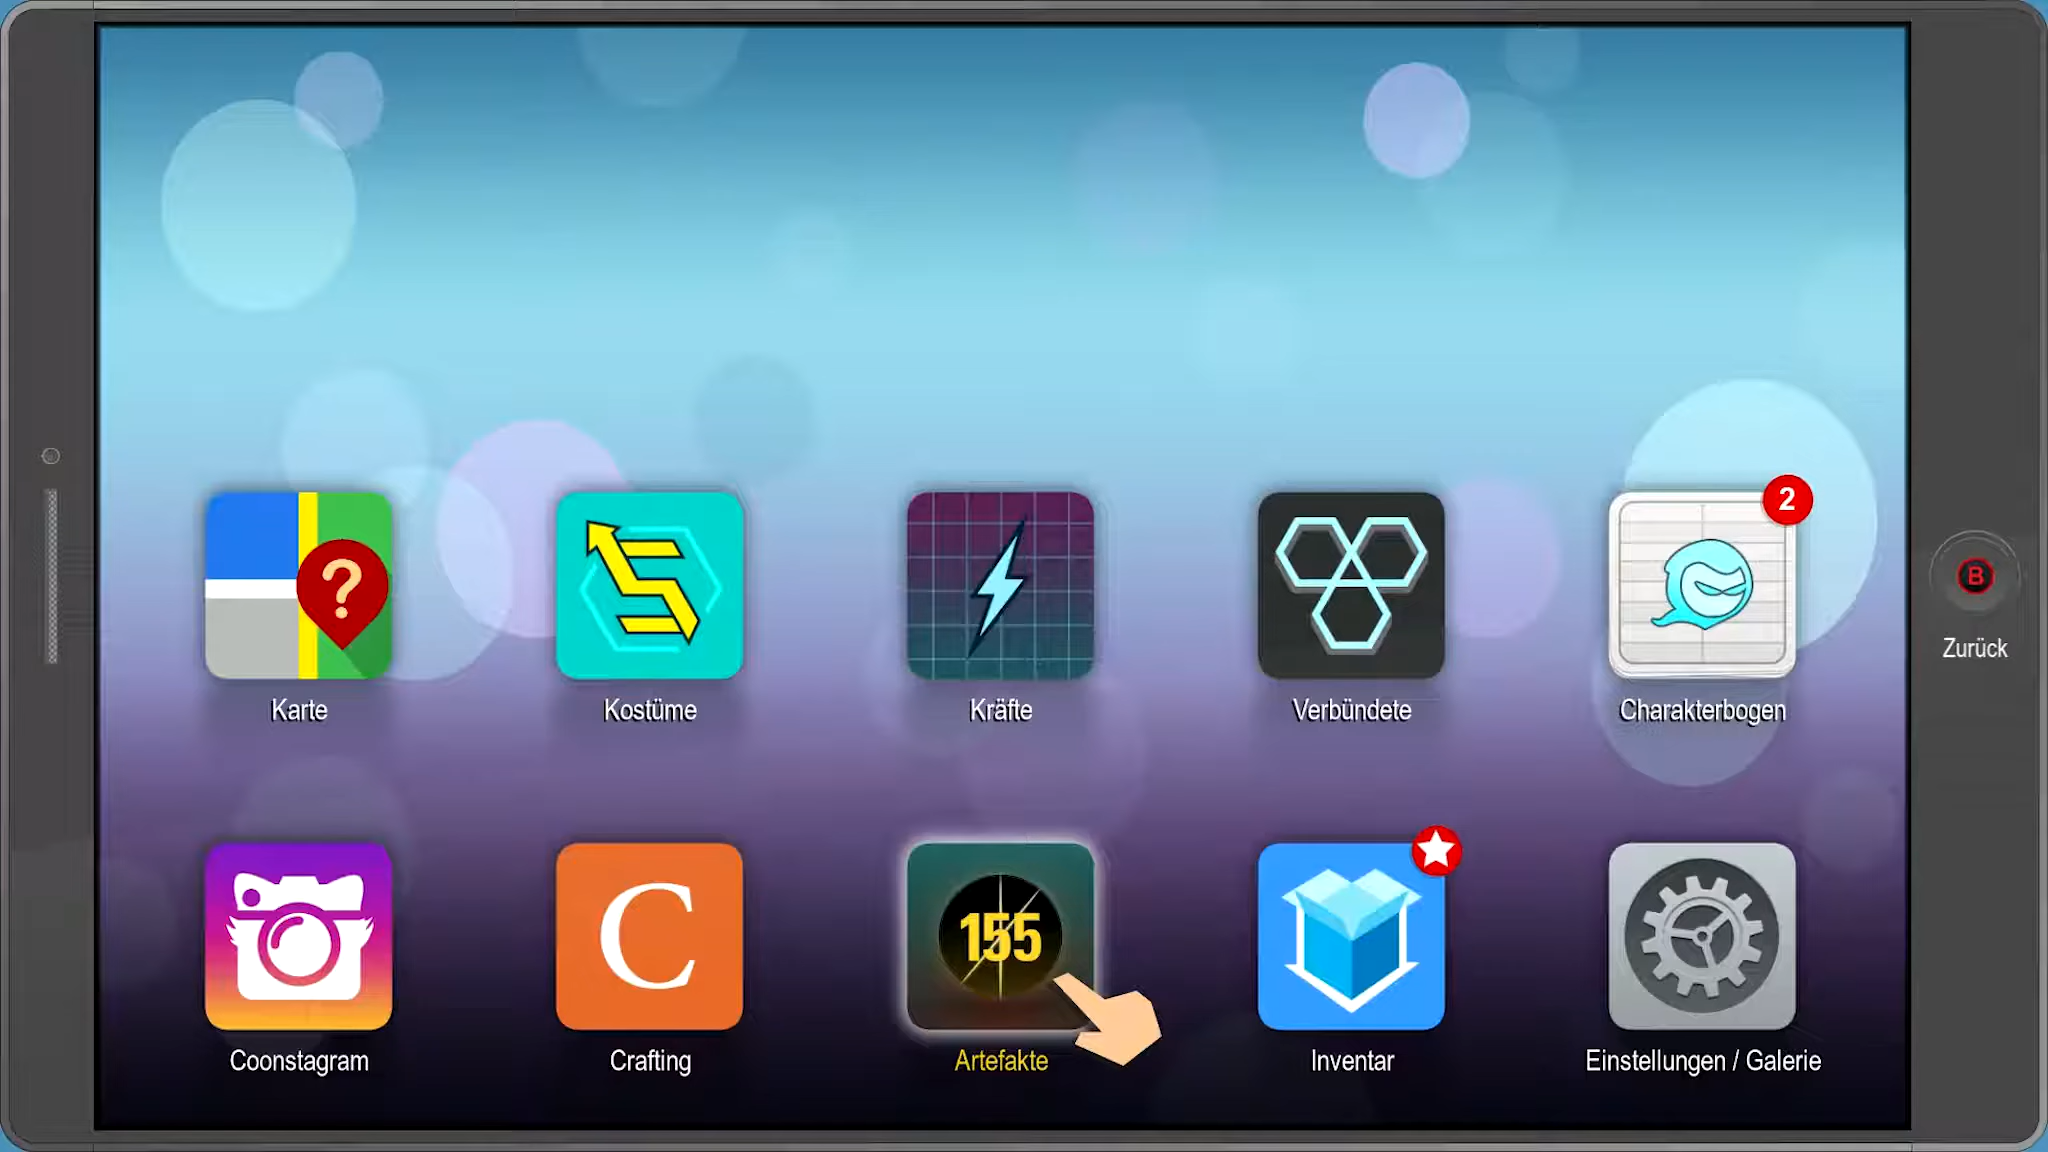 2
?
B
Zurück
Karte
Kostüme
Kräfte
Verbündete
Charakterbogen
C
155
Coonstagram
Crafting
Artefakte
Inventar
Einstellungen / Galerie